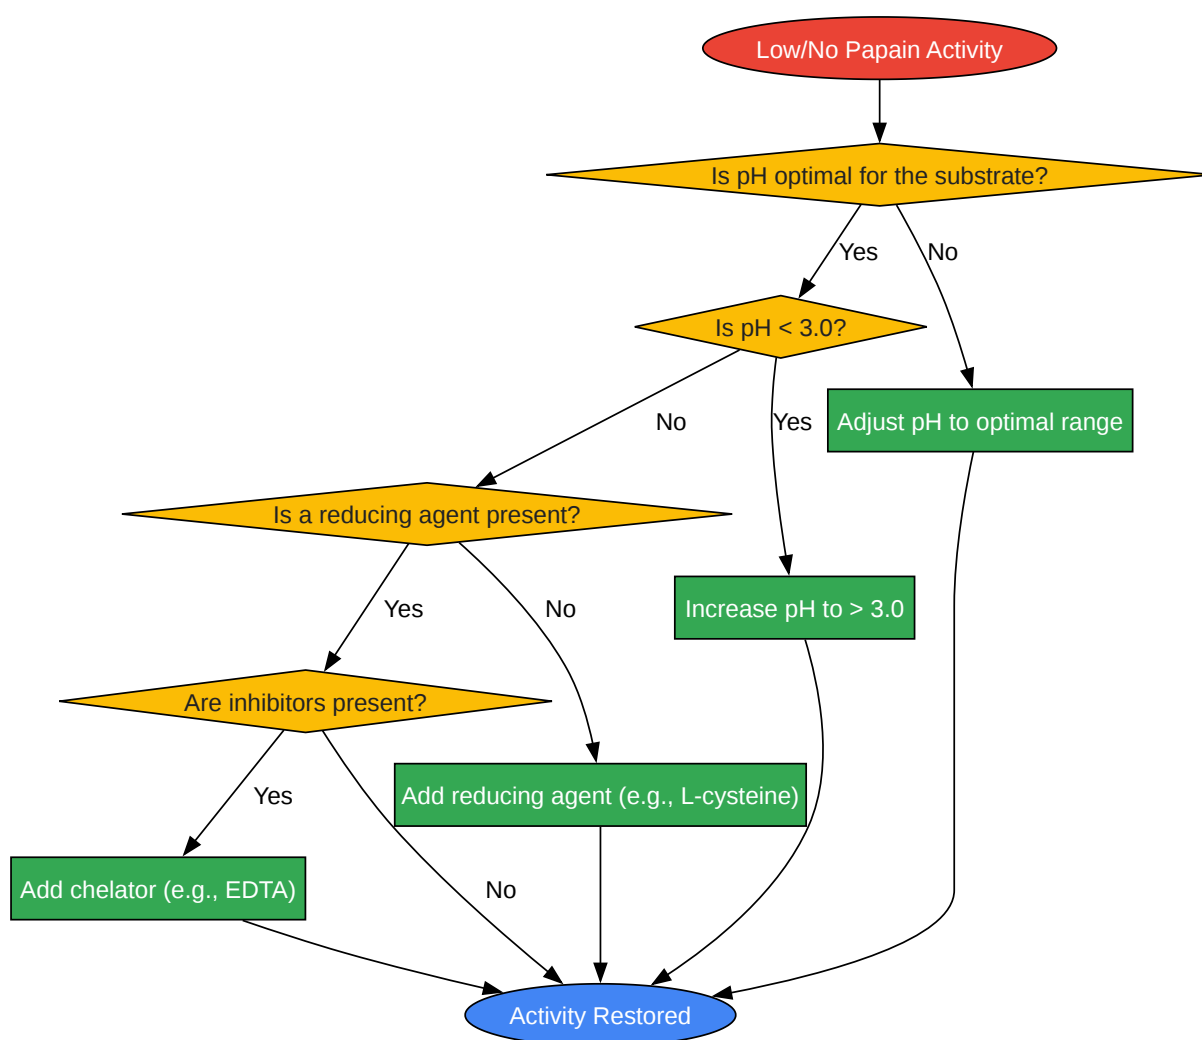 Low/No Papain Activity
Is pH optimal for the substrate?
Yes
No
Is pH < 3.0?
No
Yes
Adjust pH to optimal range
Is a reducing agent present?
Yes
No
Increase pH to > 3.0
Are inhibitors present?
Yes
Add reducing agent (e.g., L-cysteine)
Add chelator (e.g., EDTA)
No
Activity Restored